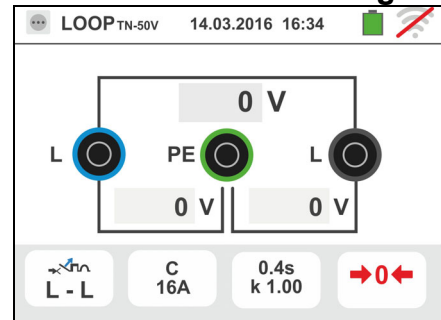 LOOP TN-50V 14.03.2016 16:34
0 V
L PE L
0 V 0 V
L - L C 16A 0.4s k 1.00 0